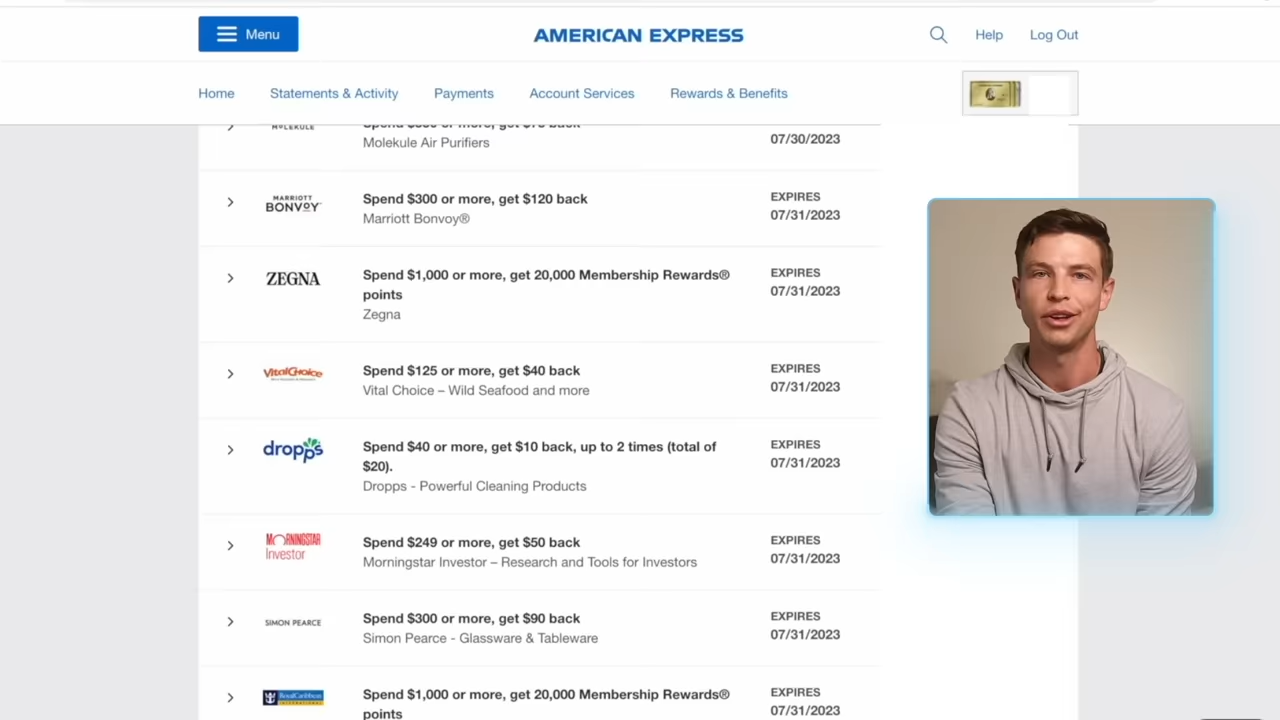 Menu
AMERICAN EXPRESS
Help
Log Out
Home
Statements & Activity
Payments
Account Services
Rewards & Benefits
MOLEKULE
Molekule Air Purifiers
07/30/2023
MARRIOTT
BONVOY
Spend $300 or more, get $120 back
Marriott Bonvoy®
EXPIRES
07/31/2023
ZEGNA
Spend $1,000 or more, get 20,000 Membership Rewards®
points
Zegna
EXPIRES
07/31/2023
VitalChoice
Spend $125 or more, get $40 back
Vital Choice – Wild Seafood and more
EXPIRES
07/31/2023
dropps
Spend $40 or more, get $10 back, up to 2 times (total of
$20).
Dropps - Powerful Cleaning Products
EXPIRES
07/31/2023
MORNINGSTAR
Investor
Spend $249 or more, get $50 back
Morningstar Investor – Research and Tools for Investors
EXPIRES
07/31/2023
SIMON PEARCE
Spend $300 or more, get $90 back
Simon Pearce - Glassware & Tableware
EXPIRES
07/31/2023
RoyalCaribbean
INTERNATIONAL
Spend $1,000 or more, get 20,000 Membership Rewards®
points
EXPIRES
07/31/2023